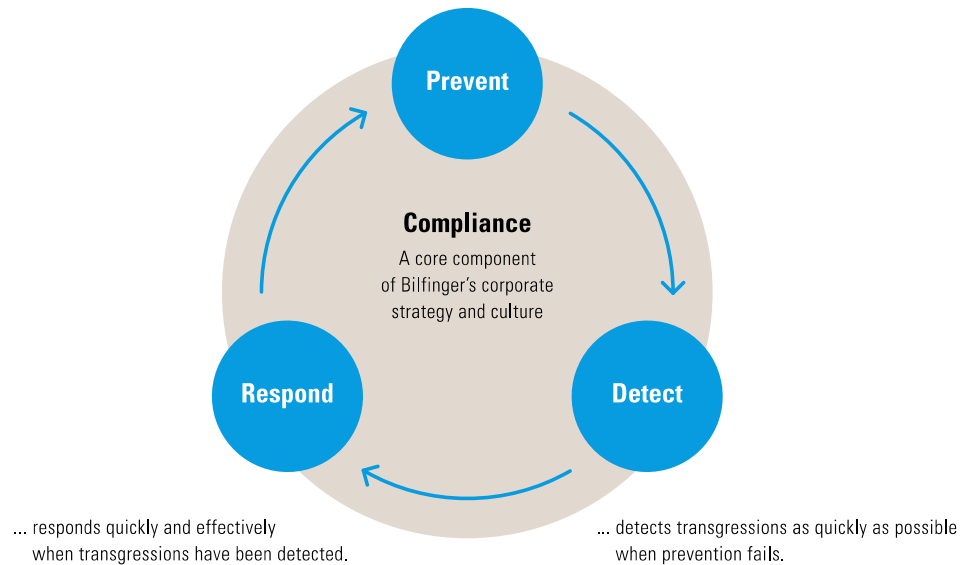 Prevent
Compliance
A core component
of Bilfinger's corporate
strategy and culture
Respond
Detect
... responds quickly and effectively
when transgressions have been detected.
... detects transgressions as quickly as possible
when prevention fails.